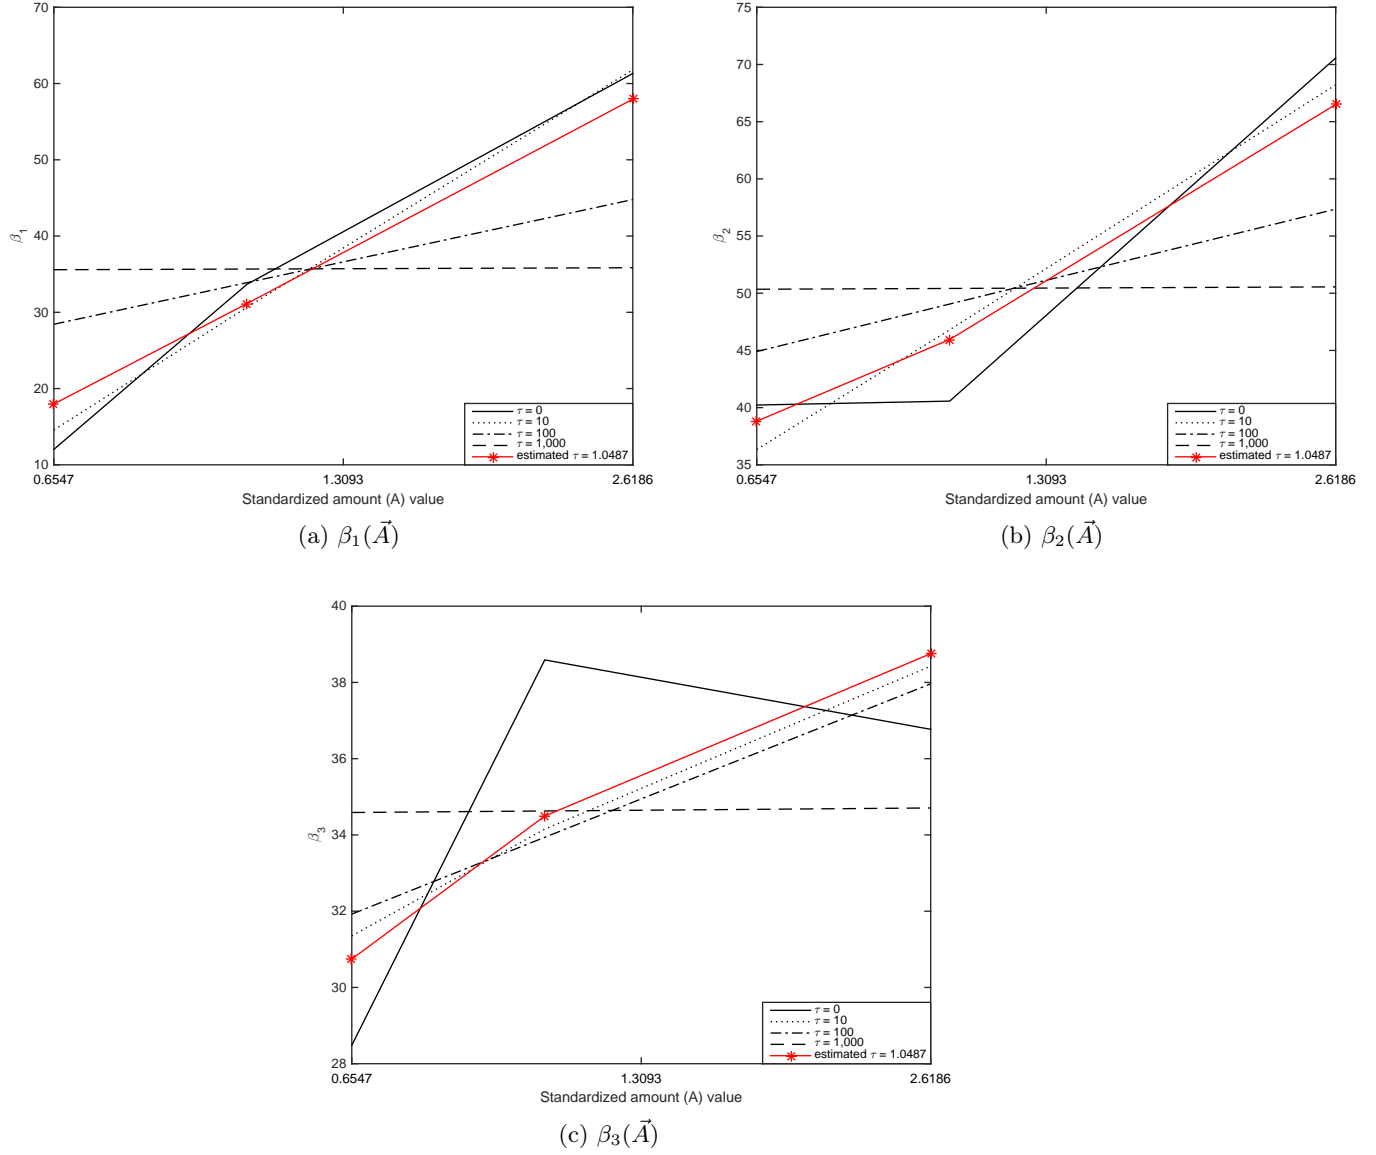 70
60
50
40
30
20
10
β1
0.6547
1.3093
2.6186
Standardized amount (A) value
τ = 0
τ = 10
τ = 100
τ = 1,000
estimated τ = 1.0487
(a) β1(A⃗)
75
70
65
60
55
50
45
40
35
β2
0.6547
1.3093
2.6186
Standardized amount (A) value
τ = 0
τ = 10
τ = 100
τ = 1,000
estimated τ = 1.0487
(b) β2(A⃗)
40
38
36
34
32
30
28
β3
0.6547
1.3093
2.6186
Standardized amount (A) value
τ = 0
τ = 10
τ = 100
τ = 1,000
estimated τ = 1.0487
(c) β3(A⃗)